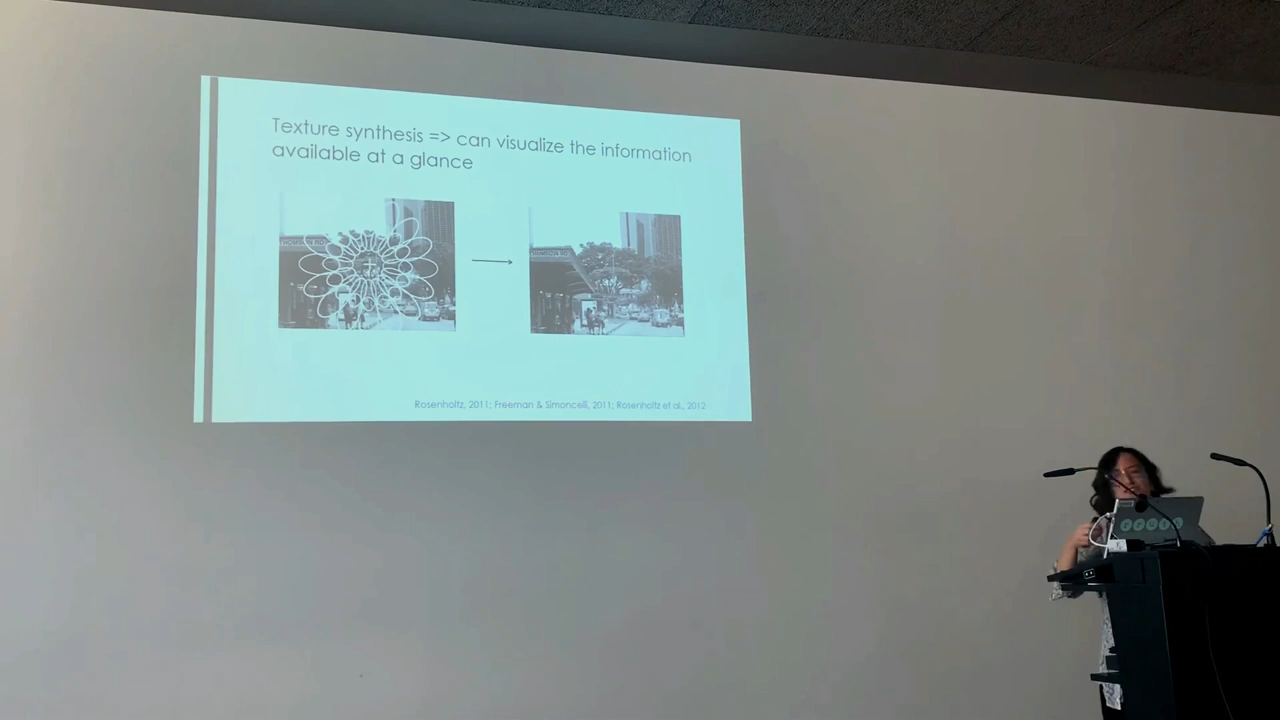 Texture synthesis => can visualize the information
available at a glance
Rosenholtz, 2011; Freeman & Simoncelli, 2011; Rosenholtz et al., 2012